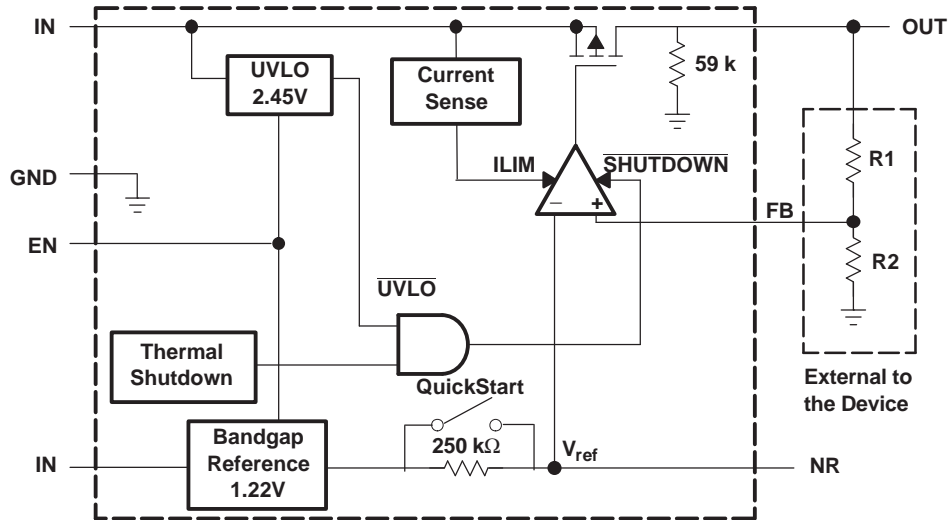 IN
OUT
UVLO
2.45V
Current
Sense
59 k
GND
ILIM
SHUTDOWN
R1
− +
FB
EN
R2
UVLO
Thermal
Shutdown
QuickStart
External to
the Device
Bandgap
Reference
1.22V
250 kΩ
Vref
IN
NR